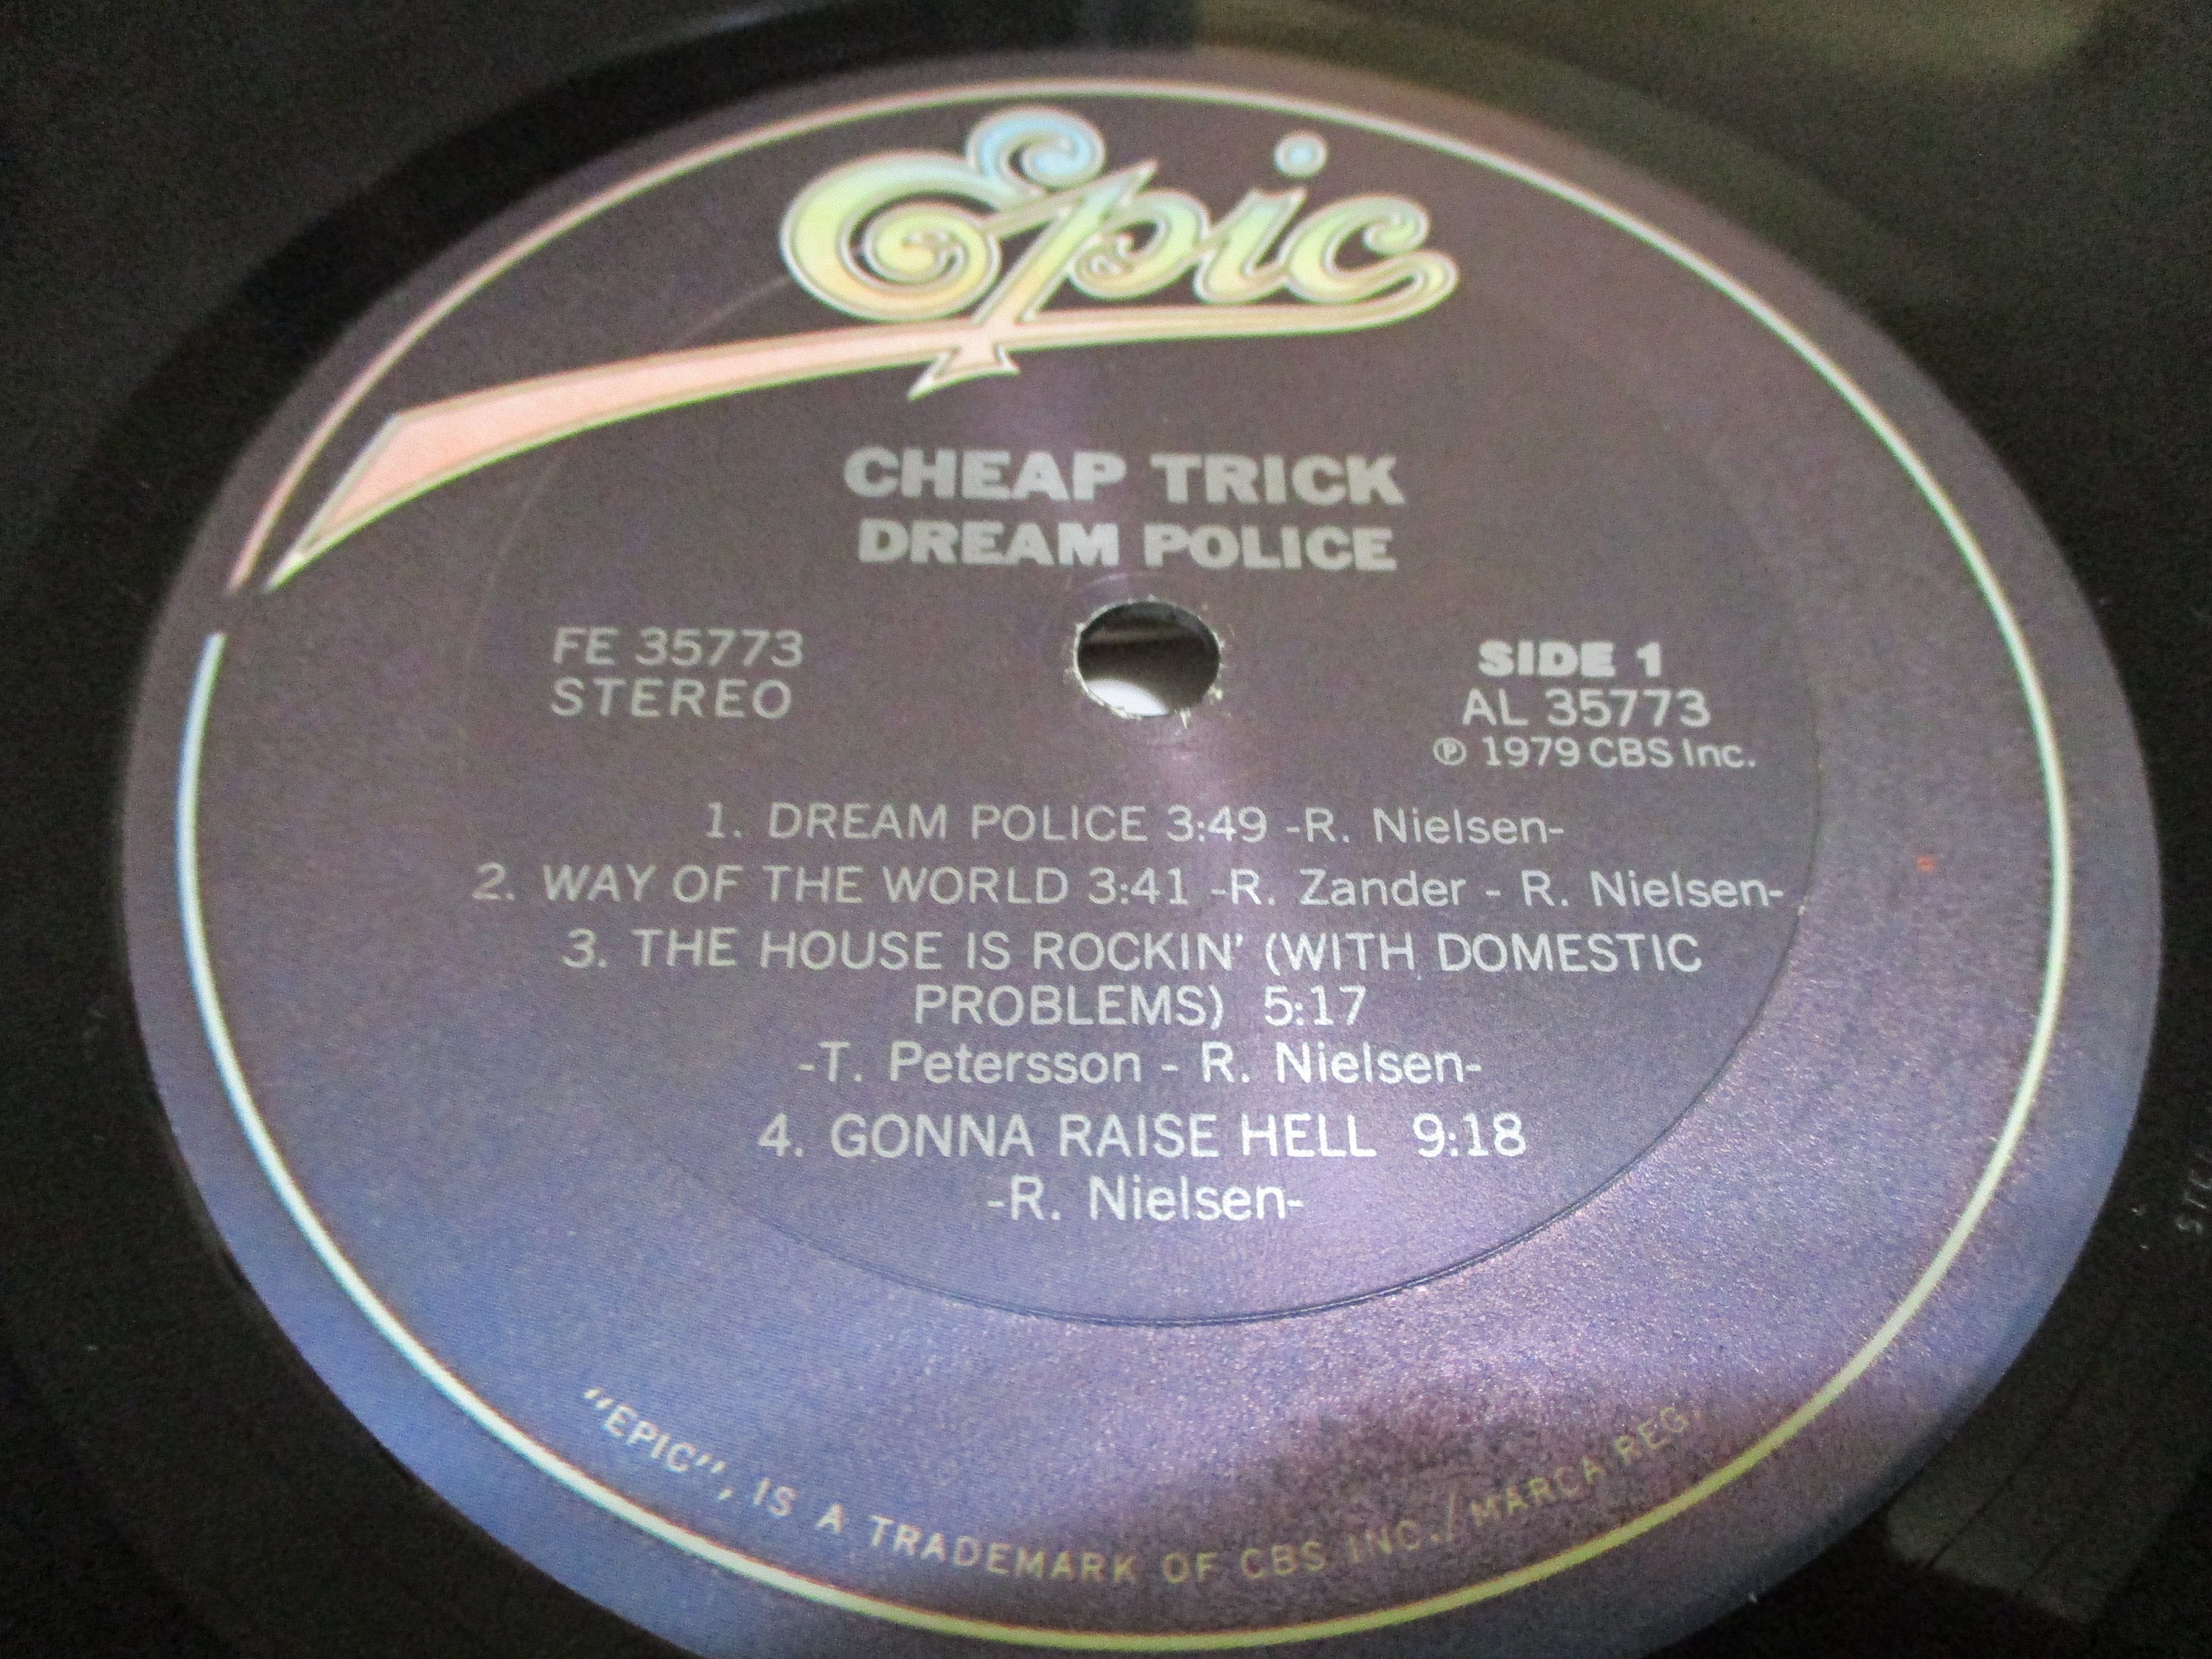 Epic
CHEAP TRICK
DREAM POLICE
FE 35773
STEREO
SIDE 1
AL 35773
℗ 1979 CBS Inc.
1. DREAM POLICE 3:49 -R. Nielsen-
2. WAY OF THE WORLD 3:41 -R. Zander - R. Nielsen-
3. THE HOUSE IS ROCKIN' (WITH DOMESTIC
PROBLEMS) 5:17
-T. Petersson - R. Nielsen-
4. GONNA RAISE HELL 9:18
-R. Nielsen-
"EPIC", IS A TRADEMARK OF CBS INC./MARCA REG.